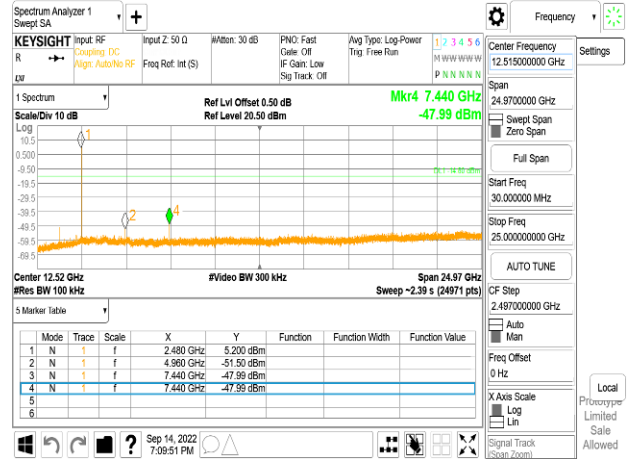 Spectrum Analyzer 1
Swept SA
Frequency
KEYSIGHT Input: RF Input Z: 50 Ω #Atten: 30 dB PNO: Fast Avg Type: Log-Power 1 2 3 4 5 6
R Coupling: DC Gate: Off Trig: Free Run M W W W W W
Align: Auto/No RF Freq Ref: Int (S) IF Gain: Low
Sig Track: Off P N N N N N
LXI
1 Spectrum
Ref Lvl Offset 0.50 dB Mkr4 7.440 GHz
Scale/Div 10 dB Ref Level 20.50 dBm -47.99 dBm
Log
10.5
0.500
-9.50
-19.5
-29.5
-39.5
-49.5
-59.5
-69.5
1
2
4
DL1 -14.80 dBm
Center 12.52 GHz #Video BW 300 kHz Span 24.97 GHz
#Res BW 100 kHz Sweep ~2.39 s (24971 pts)
5 Marker Table
Mode Trace Scale X Y Function Function Width Function Value
1 N 1 f 2.480 GHz 5.200 dBm
2 N 1 f 4.960 GHz -51.50 dBm
3 N 1 f 7.440 GHz -47.99 dBm
4 N 1 f 7.440 GHz -47.99 dBm
5
6
Sep 14, 2022
7:09:51 PM
Center Frequency
12.515000000 GHz
Settings
Span
24.9700000 GHz
Swept Span
Zero Span
Full Span
Start Freq
30.000000 MHz
Stop Freq
25.000000000 GHz
AUTO TUNE
CF Step
2.497000000 GHz
Auto
Man
Freq Offset
0 Hz
X Axis Scale
Log
Lin
Signal Track
(Span Zoom)
Local
Prototype
Limited
Sale
Allowed